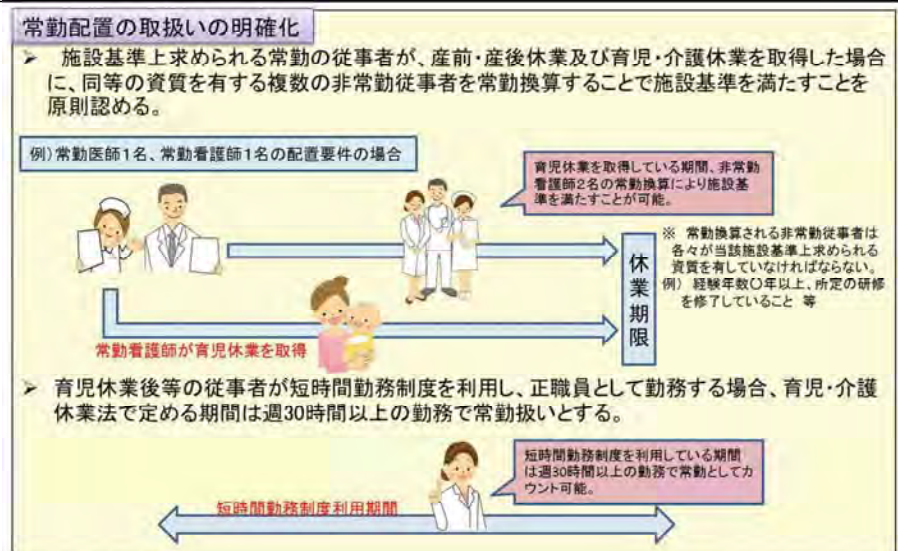 常勤配置の取扱いの明確化
➢ 施設基準上求められる常勤の従事者が、産前・産後休業及び育児・介護休業を取得した場合
に、同等の資質を有する複数の非常勤従事者を常勤換算することで施設基準を満たすことを
原則認める。
例)常勤医師1名、常勤看護師1名の配置要件の場合
育児休業を取得している期間、非常勤
看護師2名の常勤換算により施設基
準を満たすことが可能。
※ 常勤換算される非常勤従事者は
各々が当該施設基準上求められる
資質を有していなければならない。
例) 経験年数〇年以上、所定の研修
を修了していること 等
休業期限
常勤看護師が育児休業を取得
➢ 育児休業後等の従事者が短時間勤務制度を利用し、正職員として勤務する場合、育児・介護
休業法で定める期間は週30時間以上の勤務で常勤扱いとする。
短時間勤務制度を利用している期間
は週30時間以上の勤務で常勤としてカ
ウント可能。
短時間勤務制度利用期間